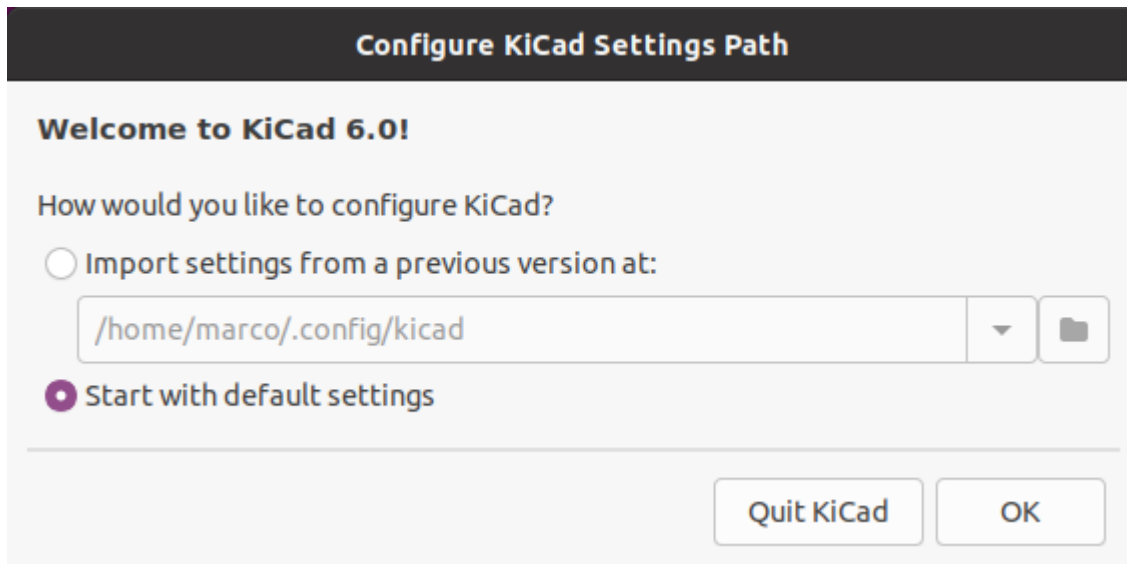 Configure KiCad Settings Path
Welcome to KiCad 6.0!
How would you like to configure KiCad?
Import settings from a previous version at:
/home/marco/.config/kicad
Start with default settings
Quit KiCad OK